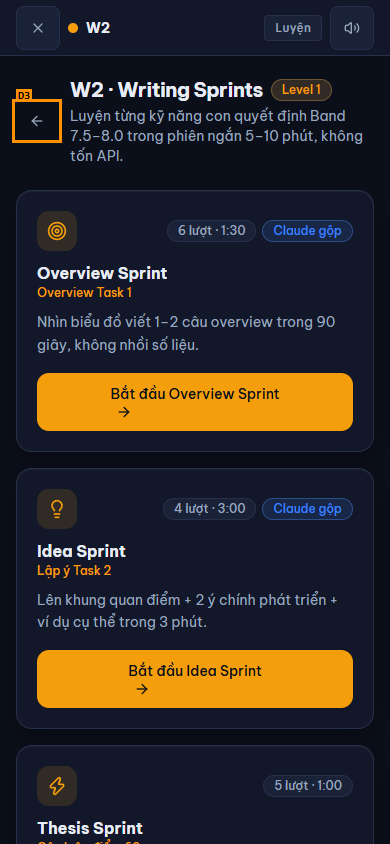 W2
Luyện
D3
W2 · Writing Sprints
Level 1
Luyện từng kỹ năng con quyết định Band
7.5–8.0 trong phiên ngắn 5–10 phút, không
tốn API.
6 lượt · 1:30
Claude gộp
Overview Sprint
Overview Task 1
Nhìn biểu đồ viết 1–2 câu overview trong 90
giây, không nhồi số liệu.
Bắt đầu Overview Sprint
→
4 lượt · 3:00
Claude gộp
Idea Sprint
Lập ý Task 2
Lên khung quan điểm + 2 ý chính phát triển +
ví dụ cụ thể trong 3 phút.
Bắt đầu Idea Sprint
→
5 lượt · 1:00
Thesis Sprint